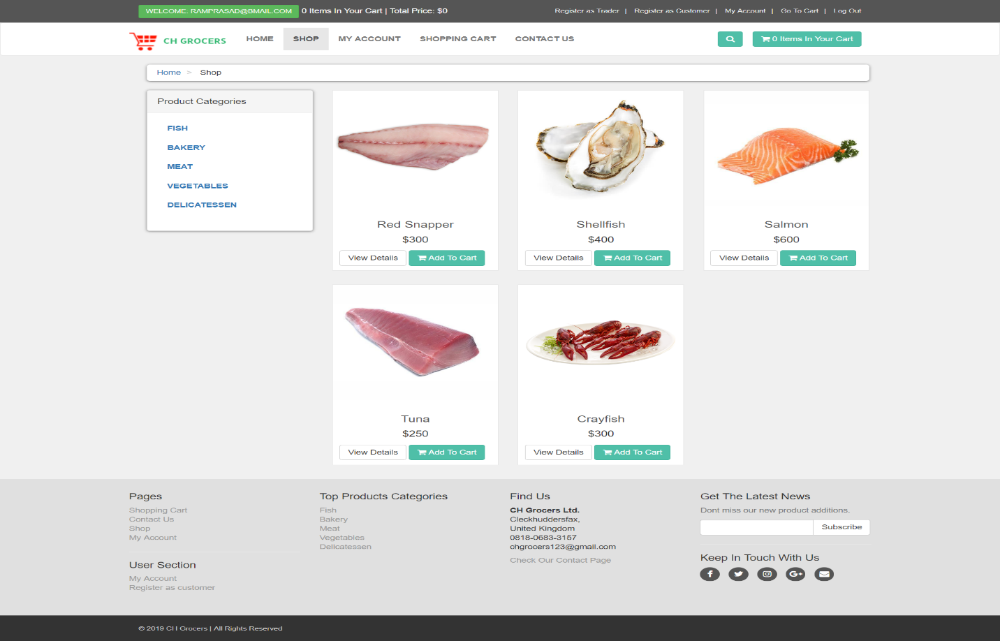 WELCOME: RAMPRASAD@BMAIL.COM 0 Items In Your Cart | Total Price: $0 Register as Trader | Register as Customer | My Account | Go To Cart | Log Out
CH GROCERS HOME SHOP MY ACCOUNT SHOPPING CART CONTACT US 0 Items In Your Cart
Home > Shop
Product Categories
FISH
BAKERY
MEAT
VEGETABLES
DELICATESSEN
Red Snapper Shellfish Salmon
$300 $400 $600
View Details Add To Cart View Details Add To Cart View Details Add To Cart
Tuna Crayfish
$250 $300
View Details Add To Cart View Details Add To Cart
Pages
Shopping Cart
Contact Us
Shop
My Account
User Section
My Account
Register as customer
Top Products Categories
Fish
Bakery
Meat
Vegetables
Delicatessen
Find Us
CH Grocers Ltd.
Cleckhuddersfax,
United Kingdom
0818-0683-3157
chgrocers123@gmail.com
Check Our Contact Page
Get The Latest News
Dont miss our new product additions.
Subscribe
Keep In Touch With Us
© 2019 CH Grocers | All Rights Reserved